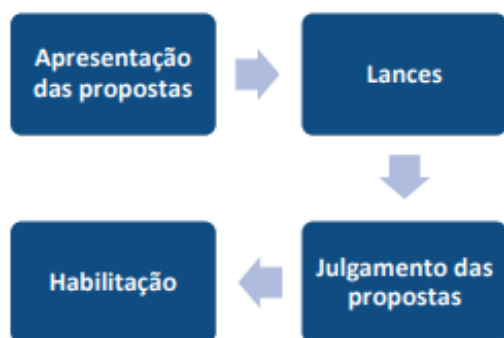 Apresentação
das propostas
Lances
Julgamento das
propostas
Habilitação